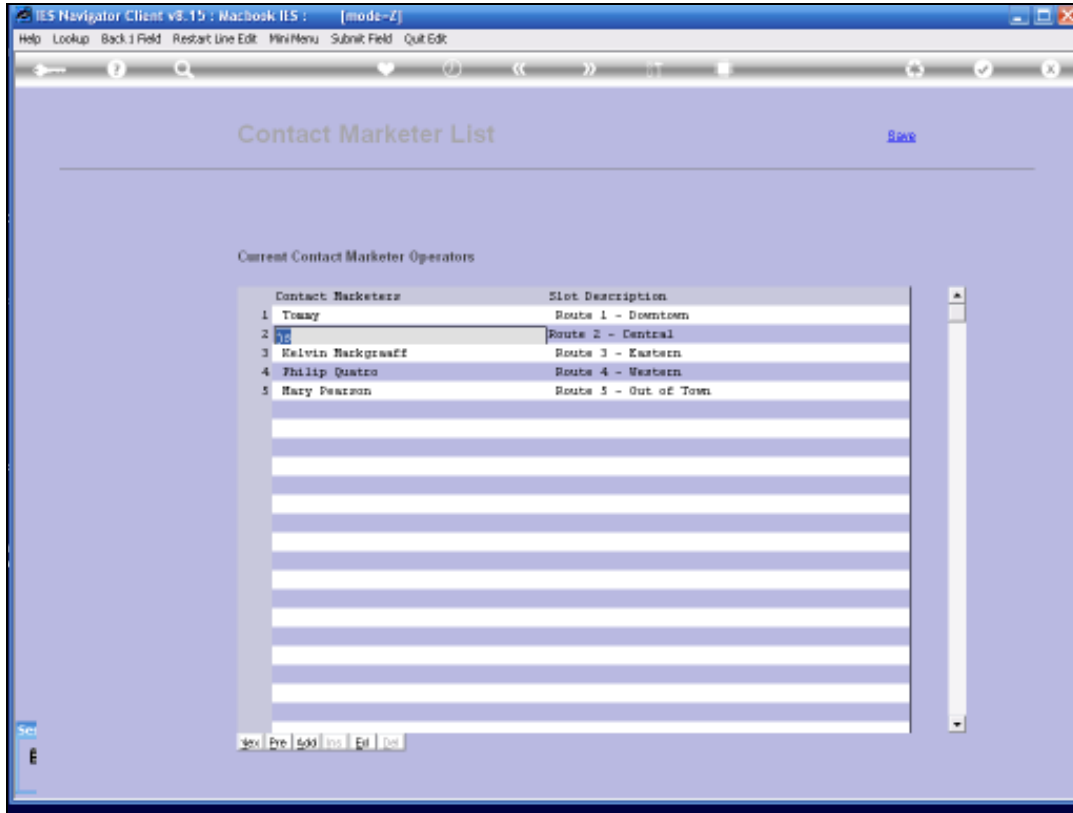 IES Navigator Client v8.15 : Macbook IES : [mode=Z]
Help Lookup Back 1 Field Restart Line Edit MiniMenu Submit Field Quit Edit
Contact Marketer List
Save
Current Contact Marketer Operators
Contact Marketers Slot Description
1 Tommy Route 1 - Downtown
2 Route 2 - Central
3 Kelvin Markgraaff Route 3 - Eastern
4 Philip Quatro Route 4 - Western
5 Mary Pearson Route 5 - Out of Town
Nex Pre Add Ins Del